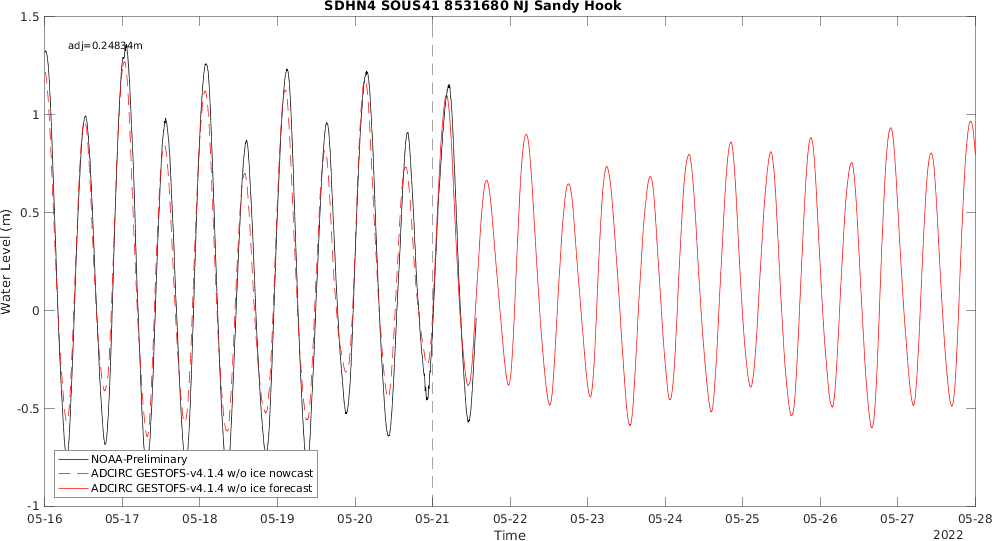 SDHN4 SOUS41 8531680 NJ Sandy Hook
adj=0.24834m
1.5
1
0.5
0
-0.5
-1
Water Level (m)
NOAA-Preliminary
ADCIRC GESTOFS-v4.1.4 w/o ice nowcast
ADCIRC GESTOFS-v4.1.4 w/o ice forecast
05-16 05-17 05-18 05-19 05-20 05-21 05-22 05-23 05-24 05-25 05-26 05-27 05-28
Time
2022